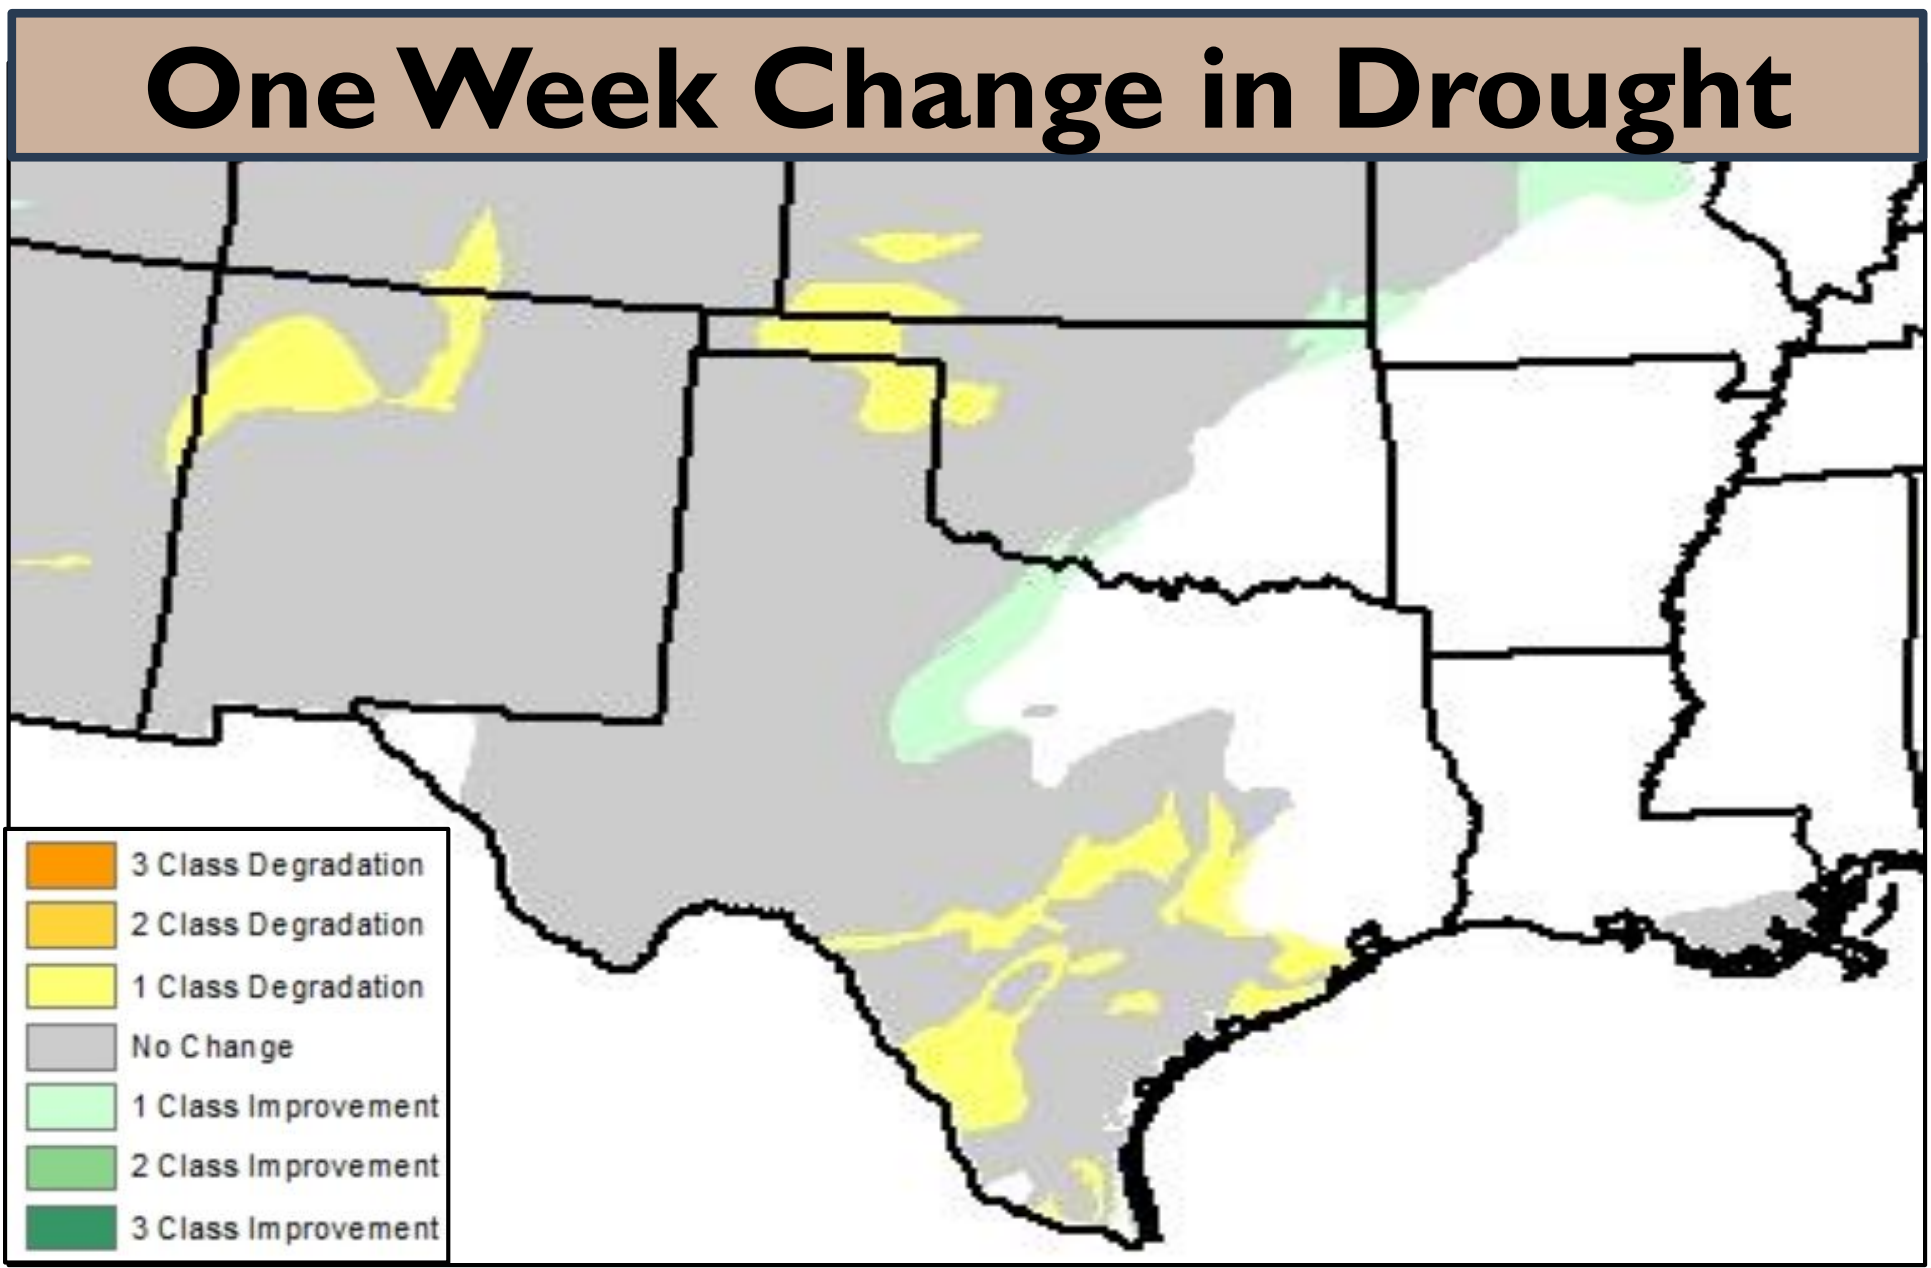 One Week Change in Drought
3 Class Degradation
2 Class Degradation
1 Class Degradation
No Change
1 Class Improvement
2 Class Improvement
3 Class Improvement